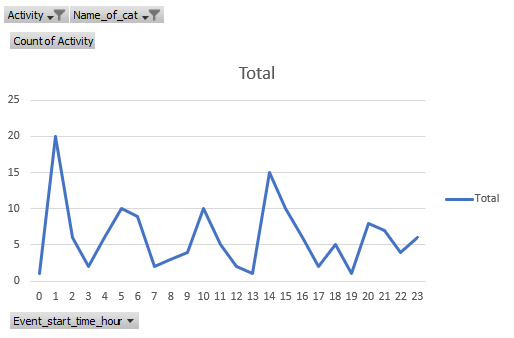 Activity Name_of_cat
Count of Activity
Total
25
20
15
10
5
0
0 1 2 3 4 5 6 7 8 9 10 11 12 13 14 15 16 17 18 19 20 21 22 23
Total
Event_start_time_hour